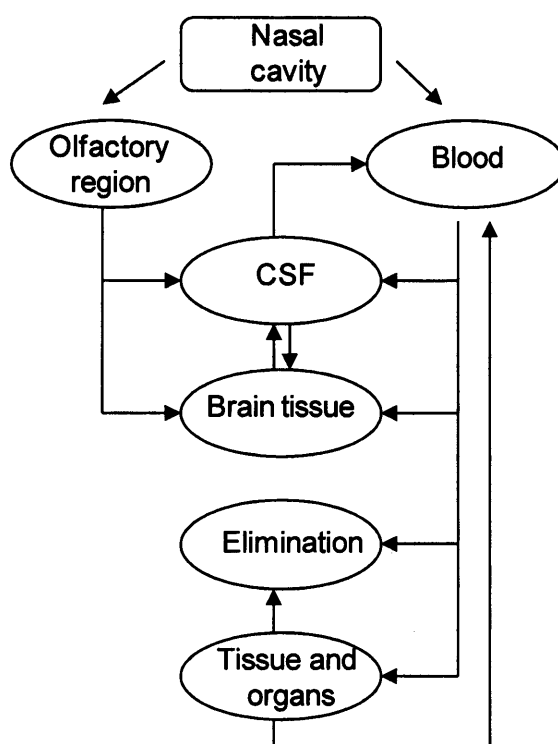 Nasal
cavity
Olfactory
region
Blood
CSF
Brain tissue
Elimination
Tissue and
organs